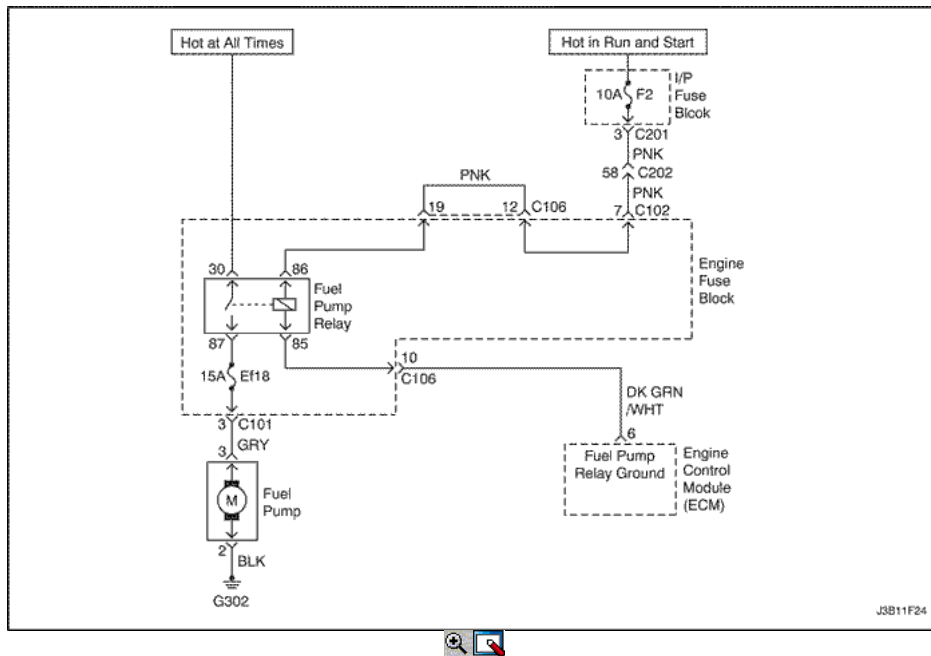 Hot at All Times
Hot in Run and Start
10A F2
I/P
Fuse
Blcok
3 C201
PNK
58 C202
PNK
PNK
19 12 C106
7 C102
30 86
Fuel
Pump
Relay
Engine
Fuse
Block
87 85
15A Ef18
10
C106
DK GRN
/WHT
3 C101
GRY
3
6
Fuel Pump
Relay Ground
Engine
Control
Module
(ECM)
M
Fuel
Pump
2
BLK
G302
J3B11F24